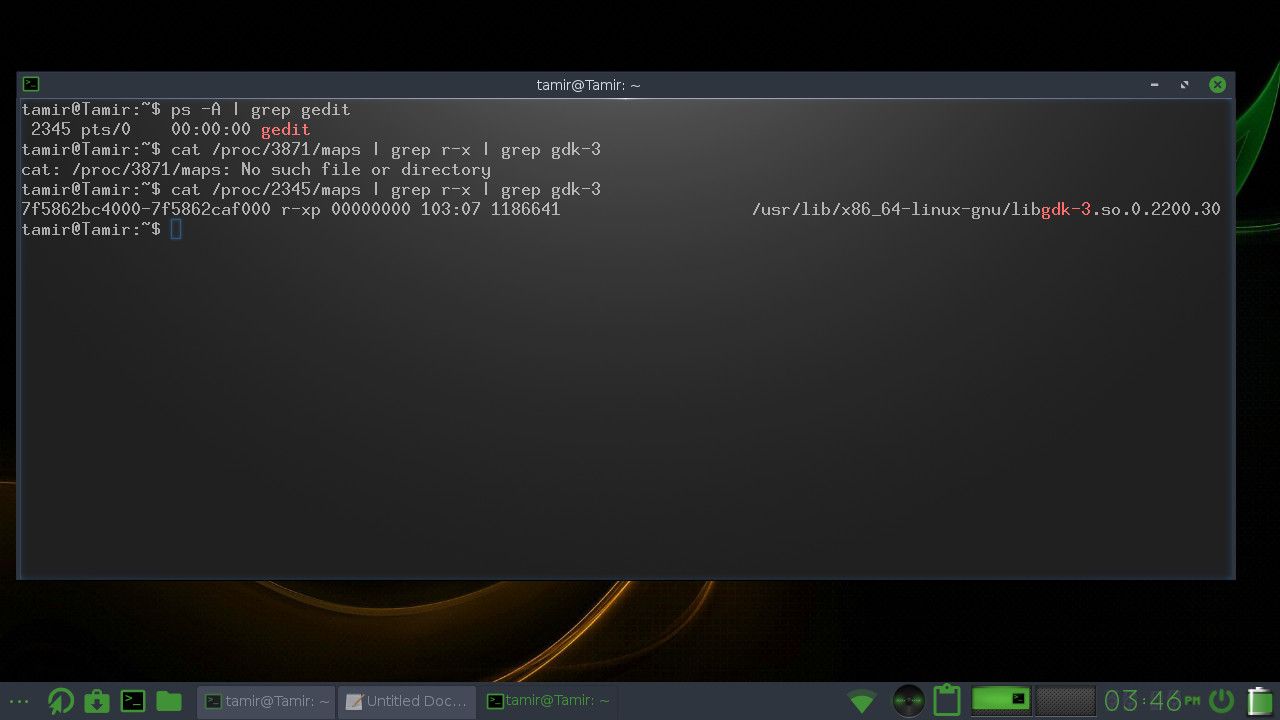 tamir@Tamir: ~
tamir@Tamir:~$ ps -A | grep gedit
 2345 pts/0    00:00:00 gedit
tamir@Tamir:~$ cat /proc/3871/maps | grep r-x | grep gdk-3
cat: /proc/3871/maps: No such file or directory
tamir@Tamir:~$ cat /proc/2345/maps | grep r-x | grep gdk-3
7f5862bc4000-7f5862caf000 r-xp 00000000 103:07 1186641                   /usr/lib/x86_64-linux-gnu/libgdk-3.so.0.2200.30
tamir@Tamir:~$
tamir@Tamir: ~ Untitled Doc... tamir@Tamir: ~ 03:46 PM